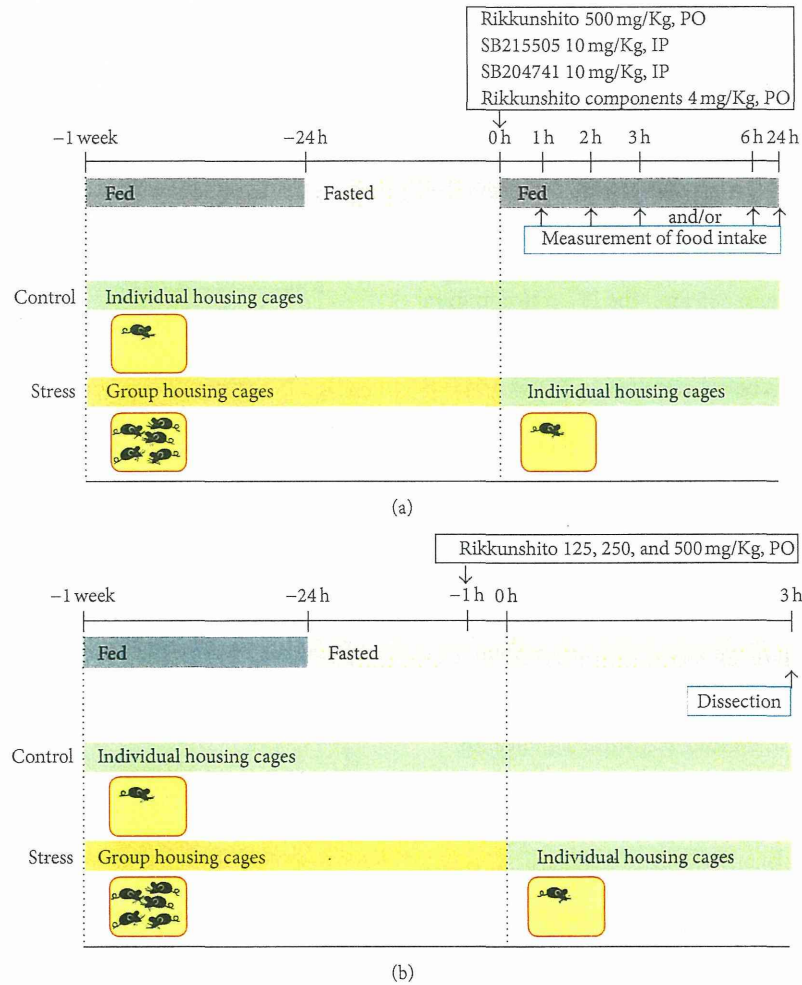 Rikkunshito 500 mg/Kg, PO
SB215505 10 mg/Kg, IP
SB204741 10 mg/Kg, IP
Rikkunshito components 4 mg/Kg, PO
−1 week −24 h 0 h 1 h 2 h 3 h 6 h 24 h
Fed Fasted Fed
and/or
Measurement of food intake
Control Individual housing cages
Stress Group housing cages Individual housing cages
(a)
Rikkunshito 125, 250, and 500 mg/Kg, PO
−1 week −24 h −1 h 0 h 3 h
Fed Fasted
Dissection
Control Individual housing cages
Stress Group housing cages Individual housing cages
(b)